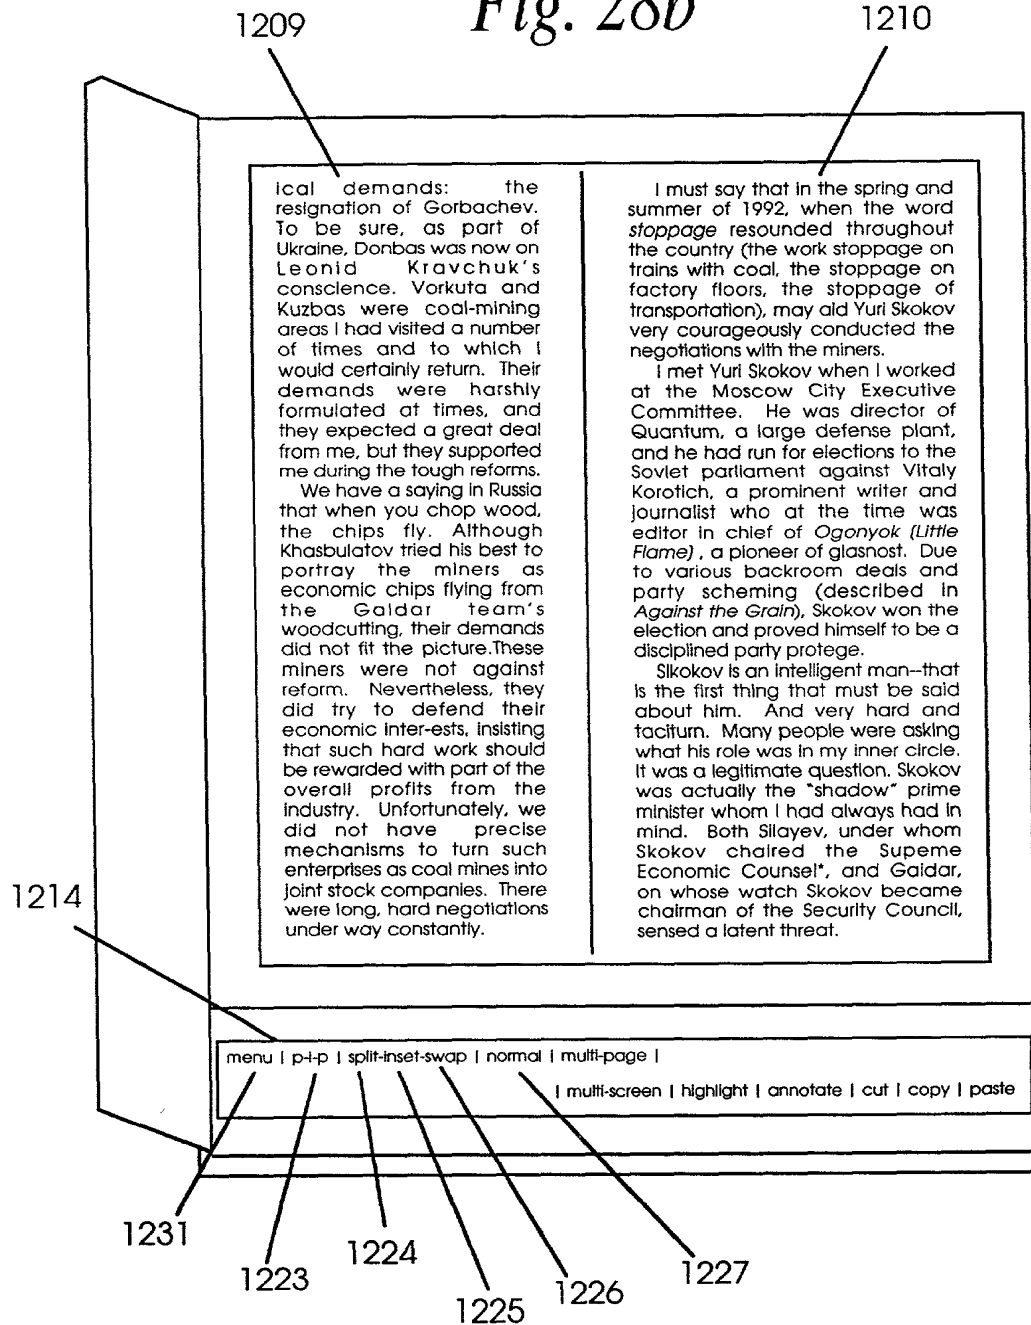 Fig. 28b
1209
1210
ical demands: the
resignation of Gorbachev.
To be sure, as part of
Ukraine, Donbas was now on
Leonid Kravchuk's
conscience. Vorkuta and
Kuzbas were coal-mining
areas I had visited a number
of times and to which I
would certainly return. Their
demands were harshly
formulated at times, and
they expected a great deal
from me, but they supported
me during the tough reforms.
We have a saying in Russia
that when you chop wood,
the chips fly. Although
Khasbulatov tried his best to
portray the miners as
economic chips flying from
the Gaidar team's
woodcutting, their demands
did not fit the picture.These
miners were not against
reform. Nevertheless, they
did try to defend their
economic inter-ests, insisting
that such hard work should
be rewarded with part of the
overall profits from the
industry. Unfortunately, we
did not have precise
mechanisms to turn such
enterprises as coal mines into
joint stock companies. There
were long, hard negotiations
under way constantly.
I must say that in the spring and
summer of 1992, when the word
stoppage resounded throughout
the country (the work stoppage on
trains with coal, the stoppage on
factory floors, the stoppage of
transportation), may aid Yuri Skokov
very courageously conducted the
negotiations with the miners.
I met Yuri Skokov when I worked
at the Moscow City Executive
Committee. He was director of
Quantum, a large defense plant,
and he had run for elections to the
Soviet parliament against Vitaly
Korotich, a prominent writer and
journalist who at the time was
editor in chief of Ogonyok (Little
Flame) , a pioneer of glasnost. Due
to various backroom deals and
party scheming (described in
Against the Grain), Skokov won the
election and proved himself to be a
disciplined party protege.
Sikokov is an intelligent man--that
is the first thing that must be said
about him. And very hard and
taciturn. Many people were asking
what his role was in my inner circle.
It was a legitimate question. Skokov
was actually the "shadow" prime
minister whom I had always had in
mind. Both Silayev, under whom
Skokov chaired the Supeme
Economic Counsel*, and Gaidar,
on whose watch Skokov became
chairman of the Security Council,
sensed a latent threat.
1214
menu | p-i-p | split-inset-swap | normal | multi-page |
| multi-screen | highlight | annotate | cut | copy | paste
1231
1223
1224
1225
1226
1227